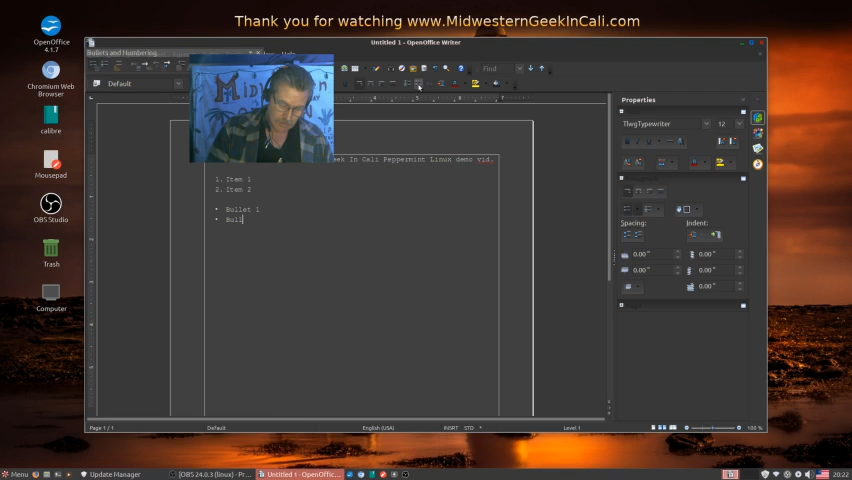 Thank you for watching www.MidwesternGeekInCali.com
OpenOffice
4.1.7
Chromium Web
Browser
calibre
Mousepad
OBS Studio
Trash
Computer
Untitled 1 - OpenOffice Writer
Bullets and Numbering
Help
Default
Find
eek In Cali Peppermint Linux demo vid.
1. Item 1
2. Item 2
• Bullet 1
• Bull
Properties
TlwgTypewriter
12
Spacing:
Indent:
0.00 "
0.00 "
0.00 "
0.00 "
0.00 "
Page 1 / 1
Default
English (USA)
INSRT
STD
*
Level 1
100 %
Menu
Update Manager
[OBS 24.0.3 (linux) - Pr...
Untitled 1 - OpenOffic...
20:22